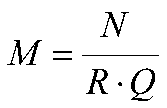 M = N / (R · Q)